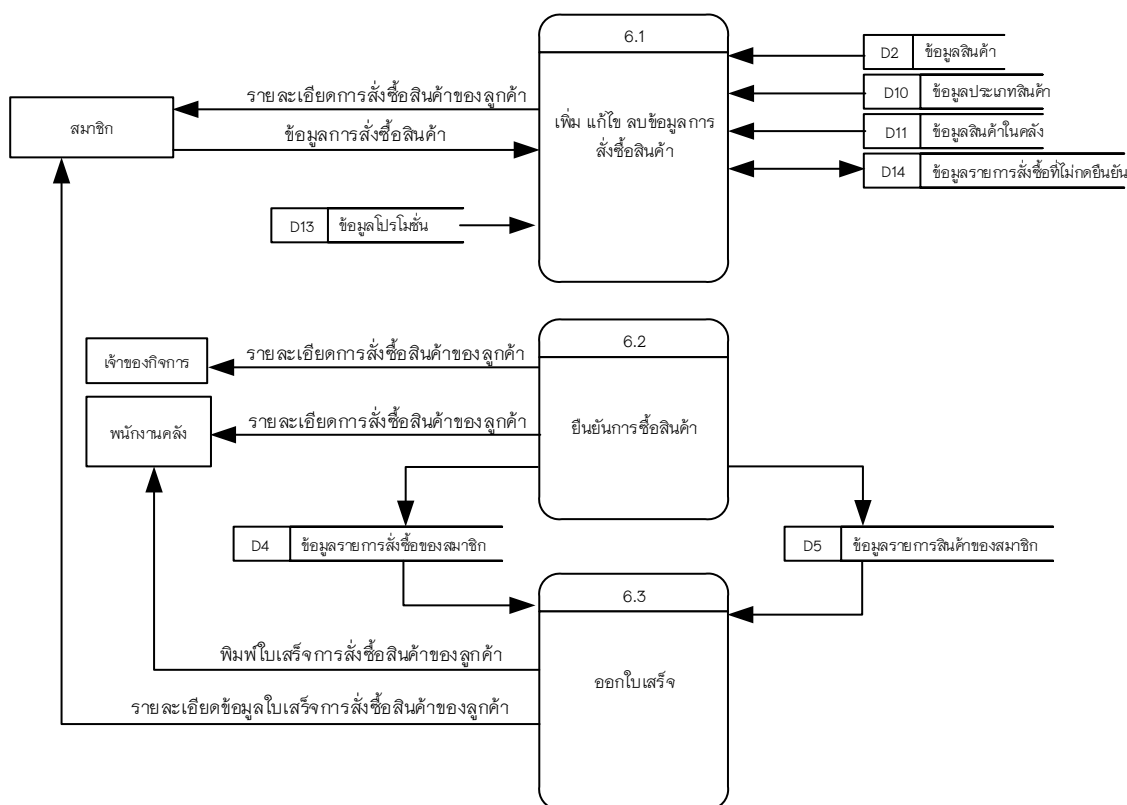 6.1
D2 ข้อมูลสินค้า
รายละเอียดการสั่งซื้อสินค้าของลูกค้า
D10 ข้อมูลประเภทสินค้า
สมาชิก
ข้อมูลการสั่งซื้อสินค้า
เพิ่ม แก้ไข ลบข้อมูลการ
สั่งซื้อสินค้า
D11 ข้อมูลสินค้าในคลัง
D14 ข้อมูลรายการสั่งซื้อที่ไม่กดยืนยัน
D13 ข้อมูลโปรโมชั่น
6.2
เจ้าของกิจการ
รายละเอียดการสั่งซื้อสินค้าของลูกค้า
พนักงานคลัง
รายละเอียดการสั่งซื้อสินค้าของลูกค้า
ยืนยันการซื้อสินค้า
D4 ข้อมูลรายการสั่งซื้อของสมาชิก
D5 ข้อมูลรายการสินค้าของสมาชิก
6.3
พิมพ์ใบเสร็จการสั่งซื้อสินค้าของลูกค้า
ออกใบเสร็จ
รายละเอียดข้อมูลใบเสร็จการสั่งซื้อสินค้าของลูกค้า